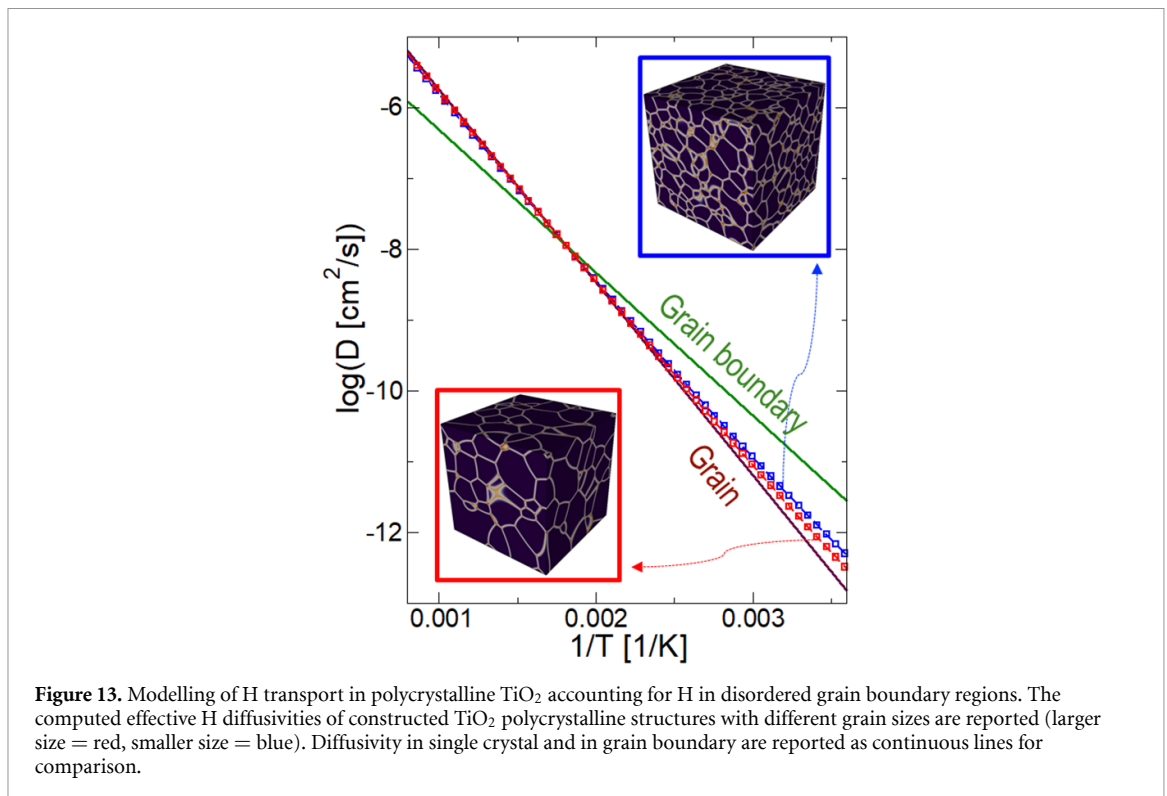 -6
-8
-10
-12
log(D [cm²/s])
Grain boundary
Grain
0.001 0.002 0.003
1/T [1/K]
Figure 13. Modelling of H transport in polycrystalline TiO₂ accounting for H in disordered grain boundary regions. The
computed effective H diffusivities of constructed TiO₂ polycrystalline structures with different grain sizes are reported (larger
size = red, smaller size = blue). Diffusivity in single crystal and in grain boundary are reported as continuous lines for
comparison.